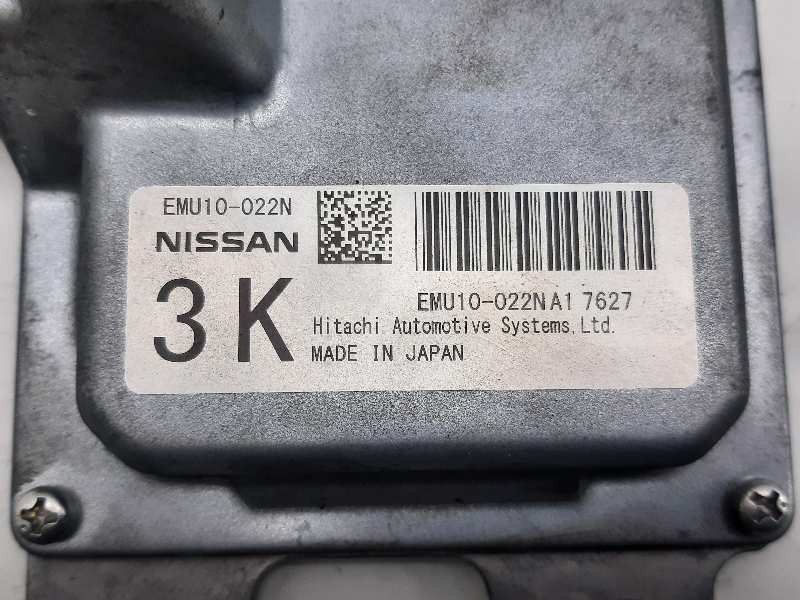 EMU10-022N
NISSAN
3K
EMU10-022NA1 7627
Hitachi Automotive Systems,Ltd.
MADE IN JAPAN